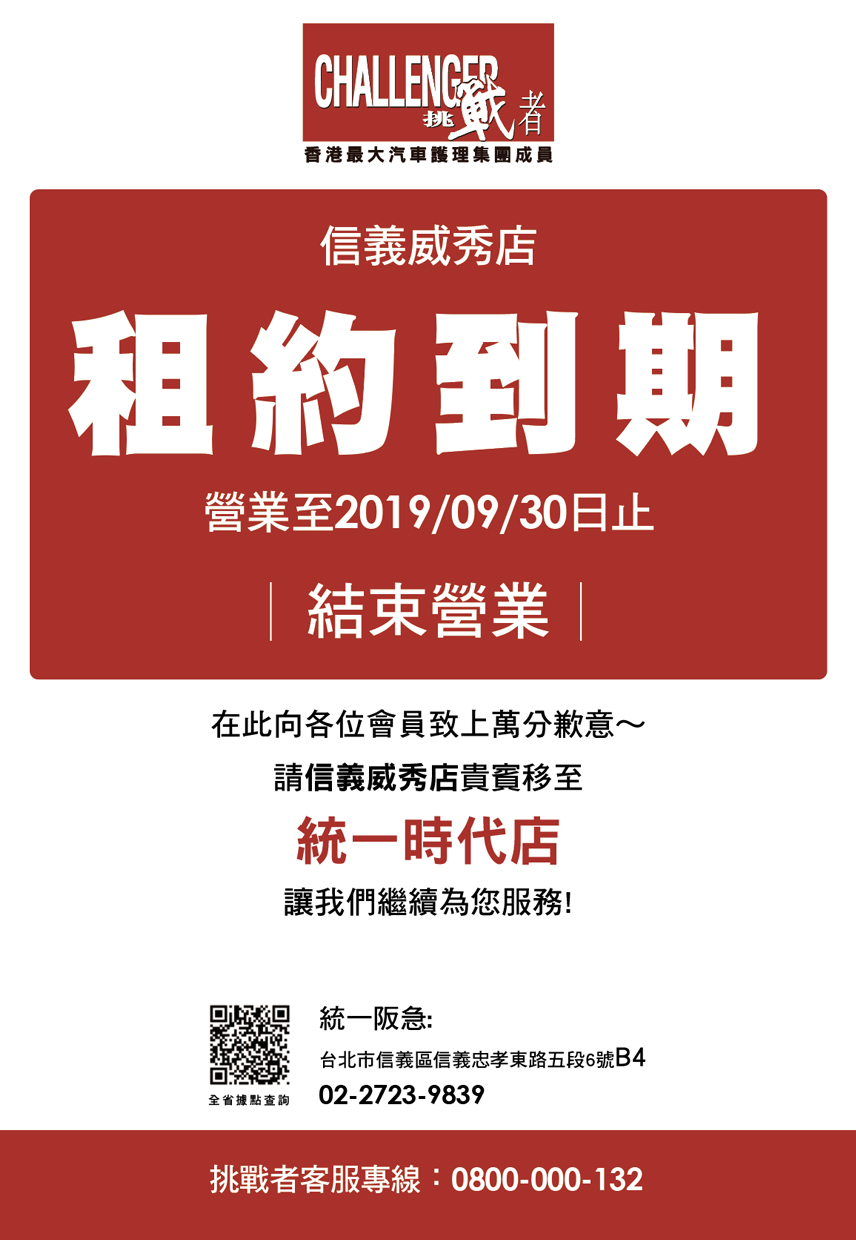 CHALLENGER
挑戰者
香港最大汽車護理集團成員
信義威秀店
租約到期
營業至2019/09/30日止
結束營業
在此向各位會員致上萬分歉意～
請信義威秀店貴賓移至
統一時代店
讓我們繼續為您服務!
統一阪急:
台北市信義區信義忠孝東路五段6號B4
02-2723-9839
全省據點查詢
挑戰者客服專線：0800-000-132